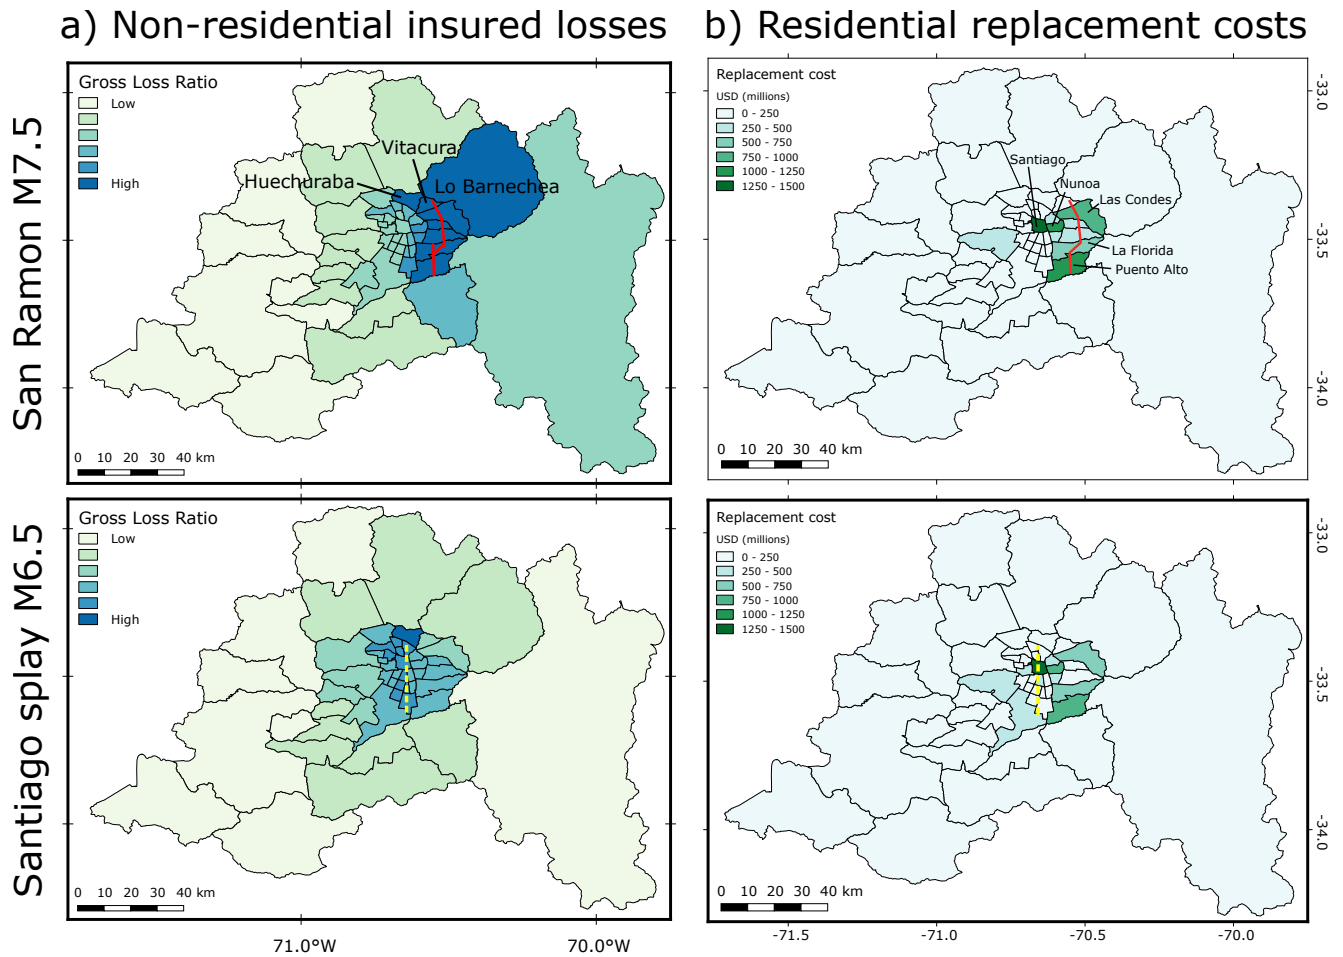 a) Non-residential insured losses
b) Residential replacement costs
San Ramon M7.5
Gross Loss Ratio
Low
High
Huechuraba
Vitacura
Lo Barnechea
0 10 20 30 40 km
Replacement cost
USD (millions)
0 - 250
250 - 500
500 - 750
750 - 1000
1000 - 1250
1250 - 1500
Santiago
Nunoa
Las Condes
La Florida
Puento Alto
0 10 20 30 40 km
-33.0
-33.5
-34.0
Santiago splay M6.5
Gross Loss Ratio
Low
High
0 10 20 30 40 km
71.0°W
70.0°W
Replacement cost
USD (millions)
0 - 250
250 - 500
500 - 750
750 - 1000
1000 - 1250
1250 - 1500
0 10 20 30 40 km
-33.0
-33.5
-34.0
-71.5
-71.0
-70.5
-70.0